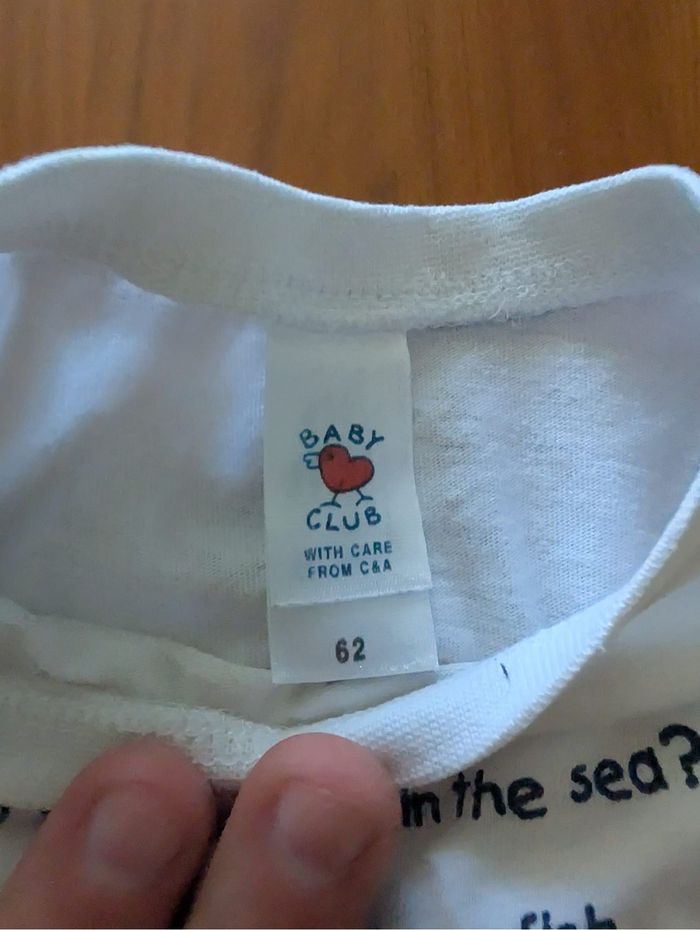 BABY
CLUB
WITH CARE
FROM C&A
62
in the sea?